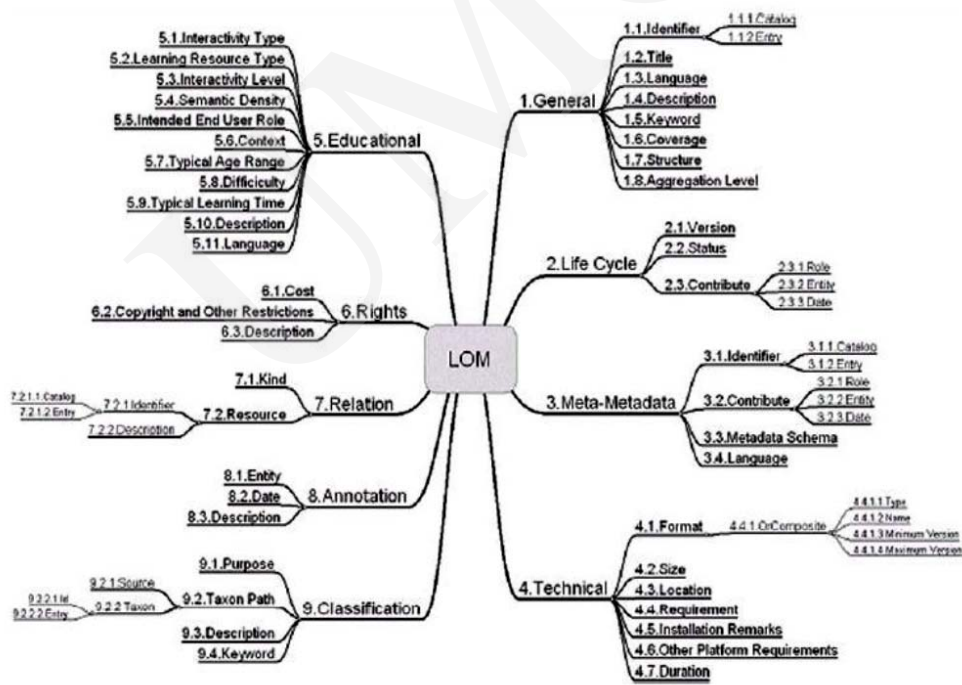 LOM
1.General
1.1.Identifier
1.1.1.Catalog
1.1.2 Entry
1.2.Title
1.3.Language
1.4.Description
1.5.Keyword
1.6.Coverage
1.7.Structure
1.8.Aggregation Level
2.Life Cycle
2.1.Version
2.2.Status
2.3.Contribute
2.3.1 Role
2.3.2 Entity
2.3.3 Date
3.Meta-Metadata
3.1.Identifier
3.1.1.Catalog
3.1.2 Entry
3.2.Contribute
3.2.1 Role
3.2.2 Entity
3.2.3 Date
3.3.Metadata Schema
3.4.Language
4.Technical
4.1.Format
4.4.1.OrComposite
4.4.1.1 Type
4.4.1.2 Name
4.4.1.3 Minimum Version
4.4.1.4 Maximum Version
4.2.Size
4.3.Location
4.4.Requirement
4.5.Installation Remarks
4.6.Other Platform Requirements
4.7.Duration
5.Educational
5.1.Interactivity Type
5.2.Learning Resource Type
5.3.Interactivity Level
5.4.Semantic Density
5.5.Intended End User Role
5.6.Context
5.7.Typical Age Range
5.8.Difficiculty
5.9.Typical Learning Time
5.10.Description
5.11.Language
6.Rights
6.1.Cost
6.2.Copyright and Other Restrictions
6.3.Description
7.Relation
7.1.Kind
7.2.Resource
7.2.1 Identifier
7.2.1.1.Catalog
7.2.1.2 Entry
7.2.2 Description
8.Annotation
8.1.Entity
8.2.Date
8.3.Description
9.Classification
9.1.Purpose
9.2.Taxon Path
9.2.1.Source
9.2.2 Taxon
9.2.2.1 Id
9.2.2.2 Entry
9.3.Description
9.4.Keyword